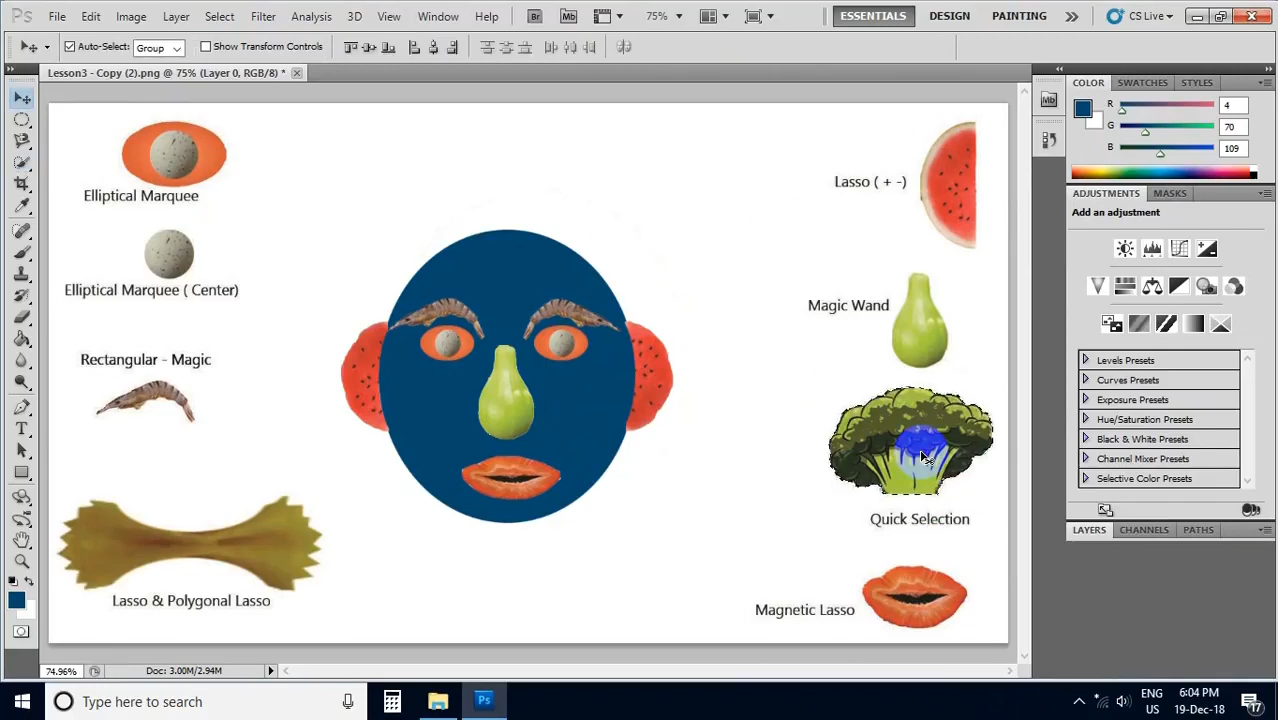 Ps File Edit Image Layer Select Filter Analysis 3D View Window Help Br Mb 75% ESSENTIALS DESIGN PAINTING CS Live
Auto-Select: Group Show Transform Controls
Lesson3 - Copy (2).png @ 75% (Layer 0, RGB/8) *
COLOR SWATCHES STYLES
R 4
G 70
B 109
Mb
ADJUSTMENTS MASKS
Add an adjustment
Levels Presets
Curves Presets
Exposure Presets
Hue/Saturation Presets
Black & White Presets
Channel Mixer Presets
Selective Color Presets
LAYERS CHANNELS PATHS
Elliptical Marquee
Lasso ( + -)
Elliptical Marquee ( Center)
Magic Wand
Rectangular - Magic
Quick Selection
Lasso & Polygonal Lasso
Magnetic Lasso
74.96% Doc: 3.00M/2.94M
Type here to search
Ps
ENG
US
6:04 PM
19-Dec-18
17